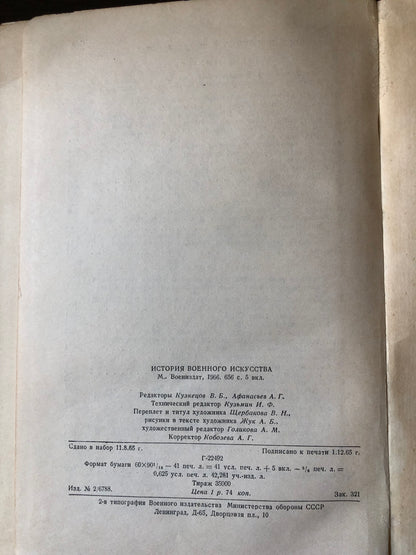 ИСТОРИЯ ВОЕННОГО ИСКУССТВА
М., Воениздат, 1966. 656 с. 5 вкл.
Редакторы Кузнецов В. Б., Афанасьев А. Г.
Технический редактор Кузьмин И. Ф.
Переплет и титул художника Щербакова В. Н.,
рисунки в тексте художника Жук А. Б.,
художественный редактор Голикова А. М.
Корректор Кобозева А. Г.
Сдано в набор 11.8.65 г. Подписано к печати 1.12.65 г.
Г-22492
Формат бумаги 60×90¹/₁₆ — 41 печ. л. = 41 усл. печ. л. + 5 вкл. — ⁵/₈ печ. л. =
0,625 усл. печ. л. 42,281 уч.-изд. л.
Тираж 35000
Изд. № 2/6788. Цена 1 р. 74 коп. Зак. 321
2-я типография Военного издательства Министерства обороны СССР
Ленинград, Д-65, Дворцовая пл., 10